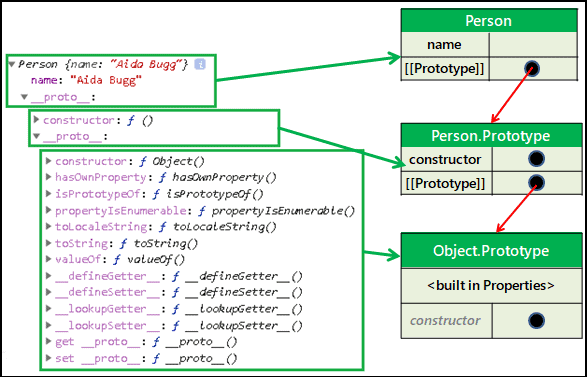 Person {name: "Aida Bugg"} i
name: "Aida Bugg"
__proto__:
constructor: ƒ ()
__proto__:
constructor: ƒ Object()
hasOwnProperty: ƒ hasOwnProperty()
isPrototypeOf: ƒ isPrototypeOf()
propertyIsEnumerable: ƒ propertyIsEnumerable()
toLocaleString: ƒ toLocaleString()
toString: ƒ toString()
valueOf: ƒ valueOf()
__defineGetter__: ƒ __defineGetter__()
__defineSetter__: ƒ __defineSetter__()
__lookupGetter__: ƒ __lookupGetter__()
__lookupSetter__: ƒ __lookupSetter__()
get __proto__: ƒ __proto__()
set __proto__: ƒ __proto__()
Person
name
[[Prototype]]
Person.Prototype
constructor
[[Prototype]]
Object.Prototype
<built in Properties>
constructor